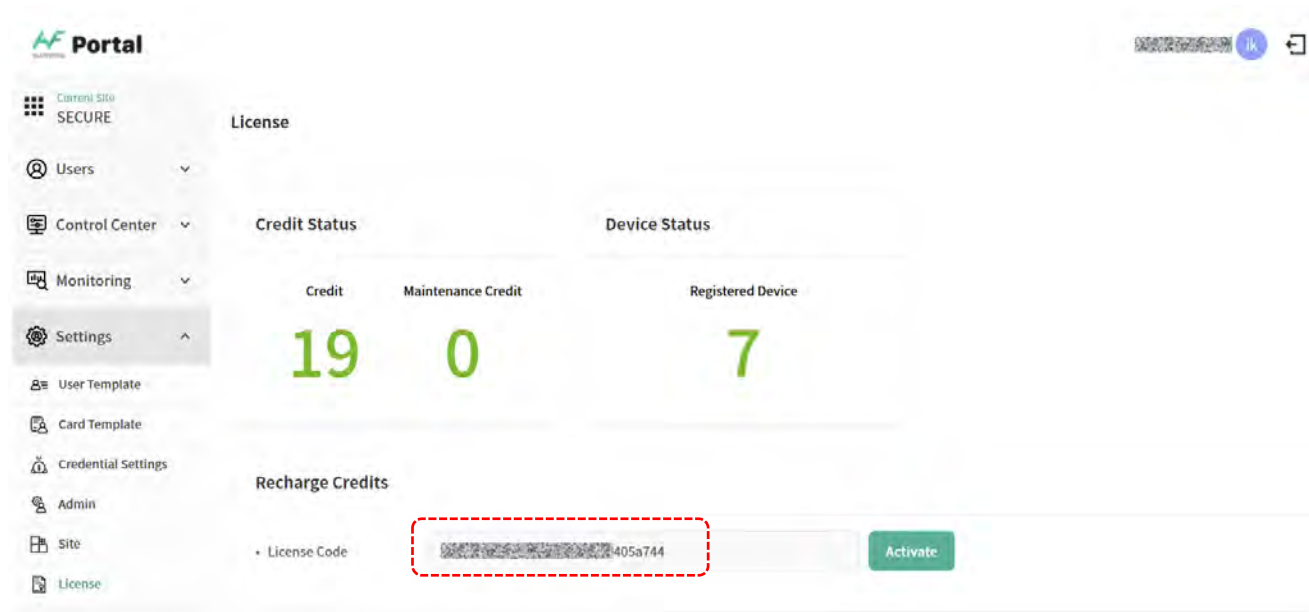 AF Portal
ik
Current Site
SECURE
Users
Control Center
Monitoring
Settings
User Template
Card Template
Credential Settings
Admin
Site
License
License
Credit Status
Credit Maintenance Credit
19 0
Device Status
Registered Device
7
Recharge Credits
• License Code 405a744 Activate